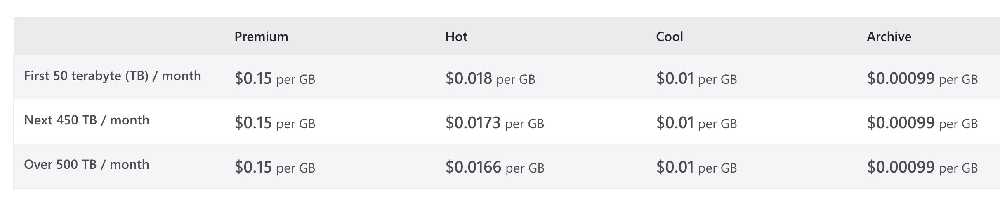 Premium Hot Cool Archive
First 50 terabyte (TB) / month $0.15 per GB $0.018 per GB $0.01 per GB $0.00099 per GB
Next 450 TB / month $0.15 per GB $0.0173 per GB $0.01 per GB $0.00099 per GB
Over 500 TB / month $0.15 per GB $0.0166 per GB $0.01 per GB $0.00099 per GB